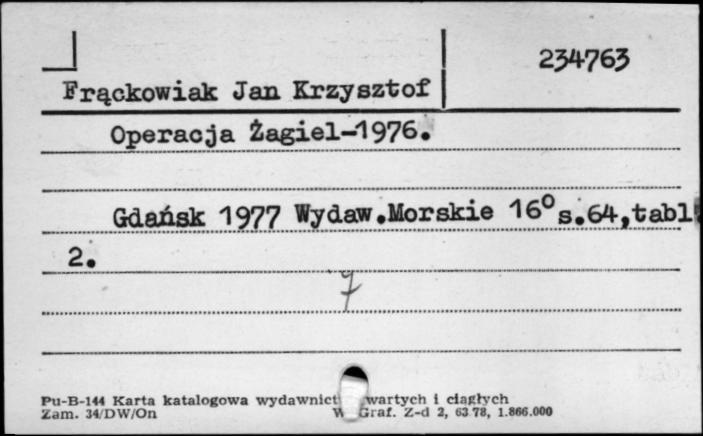 234763
Frąckowiak Jan Krzysztof
Operacja Żagiel-1976.
Gdańsk 1977 Wydaw.Morskie 16° s.64,tabl
2.
7
Pu-B-144 Karta katalogowa wydawnict wartych i ciągłych
Zam. 34/DW/On W Graf. Z-d 2, 63 78, 1.866.000